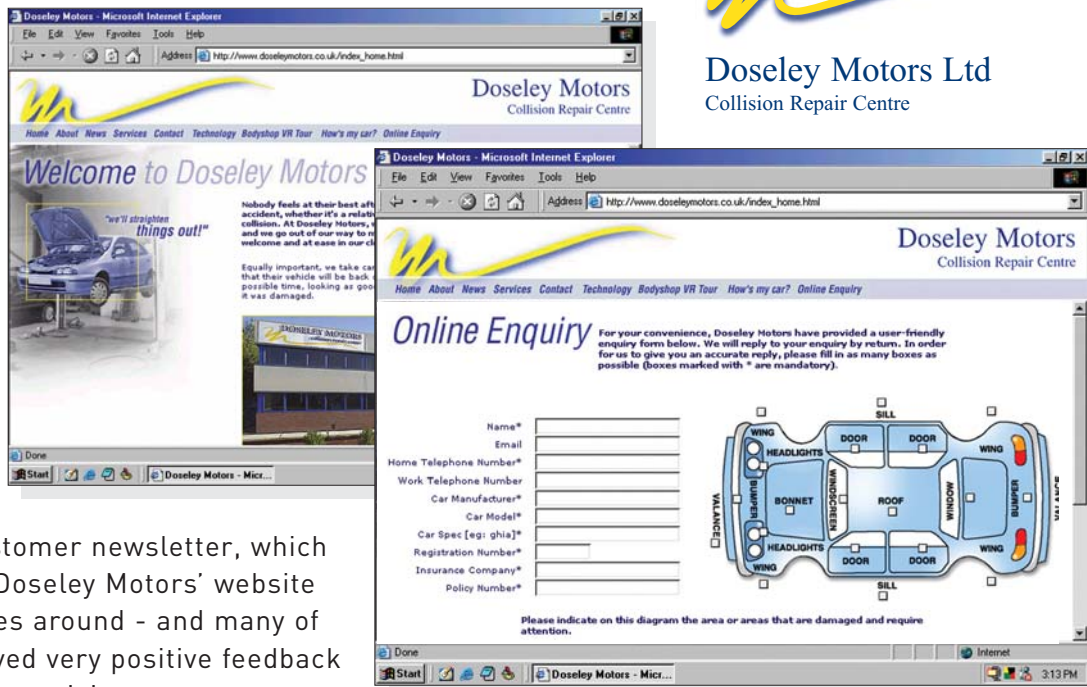 Doseley Motors - Microsoft Internet Explorer
File Edit View Favorites Tools Help
Address http://www.doseleymotors.co.uk/index_home.html
Doseley Motors
Collision Repair Centre
Home About News Services Contact Technology Bodyshop VR Tour How's my car? Online Enquiry
Welcome to Doseley Motors
"we'll straighten
things out!"
Nobody feels at their best
accident, whether it's a
collision. At Doseley Motors,
and we go out of our way to
welcome and at ease in our
Equally important, we take
that their vehicle will be back
possible time, looking as
it was damaged.
DOSELEY MOTORS
Done
Start Doseley Motors - Micr...
Doseley Motors Ltd
Collision Repair Centre
Doseley Motors - Microsoft Internet Explorer
File Edit View Favorites Tools Help
Address http://www.doseleymotors.co.uk/index_home.html
Doseley Motors
Collision Repair Centre
Home About News Services Contact Technology Bodyshop VR Tour How's my car? Online Enquiry
Online Enquiry
For your convenience, Doseley Motors have provided a user-friendly
enquiry form below. We will reply to your enquiry by return. In order
for us to give you an accurate reply, please fill in as many boxes as
possible (boxes marked with * are mandatory).
Name*
Email
Home Telephone Number*
Work Telephone Number
Car Manufacturer*
Car Model*
Car Spec [eg: ghia]*
Registration Number*
Insurance Company*
Policy Number*
SILL
WING DOOR DOOR WING
HEADLIGHTS
VALANCE BUMPER BONNET WINDSCREEN ROOF WINDOW BUMPER VALANCE
HEADLIGHTS
WING DOOR DOOR WING
SILL
Please indicate on this diagram the area or areas that are damaged and require
attention.
Done Internet
Start Doseley Motors - Micr... 3:13 PM
customer newsletter, which
Doseley Motors' website
around - and many of
very positive feedback